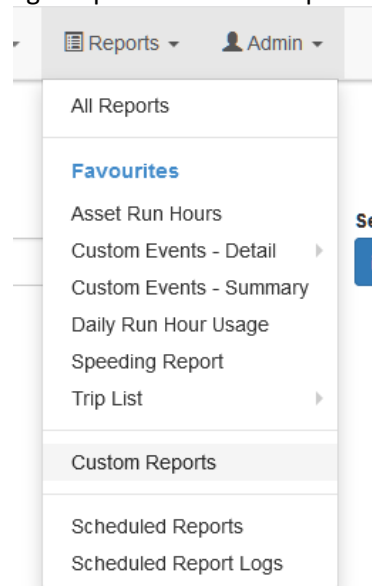 Reports Admin
All Reports
Favourites
Asset Run Hours
Custom Events - Detail
Custom Events - Summary
Daily Run Hour Usage
Speeding Report
Trip List
Custom Reports
Scheduled Reports
Scheduled Report Logs